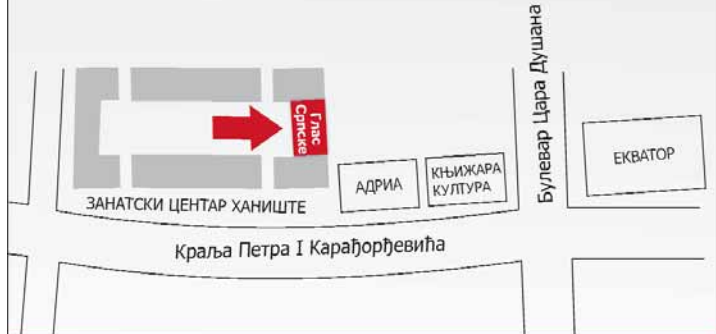 Булевар Цара Душана
Глас
Српске
АДРИА
КЊИЖАРА
КУЛТУРА
ЕКВАТОР
ЗАНАТСКИ ЦЕНТАР ХАНИШТЕ
Краља Петра I Карађорђевића